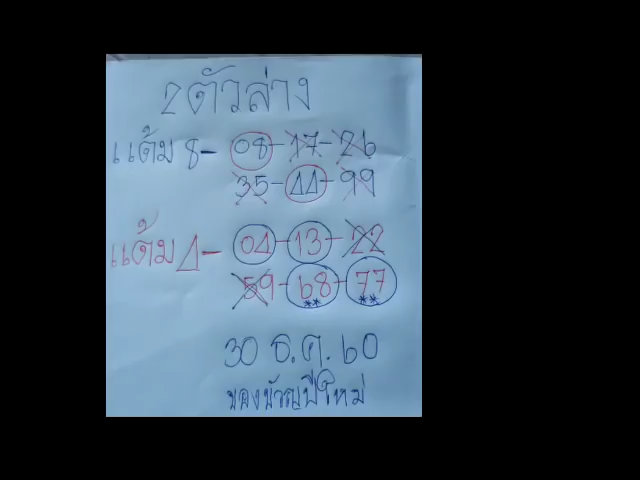 2ตัวล่าง
แต้ม 8- 08-17-26
35-44-99
แต้ม 4- 04-13-22
59-68-77
**    **
30 ธ.ค. 60
ของขัวญปีใหม่